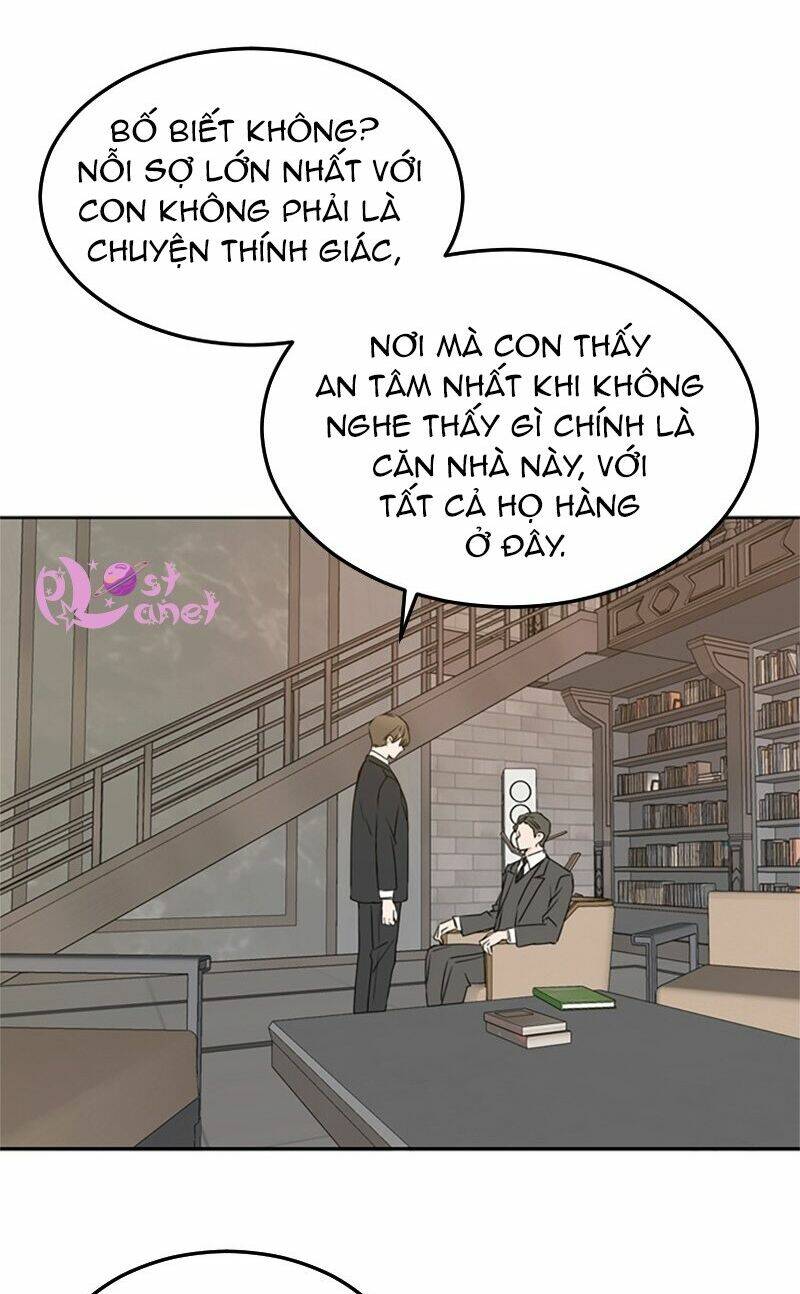 BỐ BIẾT KHÔNG?
NỖI SỢ LỚN NHẤT VỚI
CON KHÔNG PHẢI LÀ
CHUYỆN THÍNH GIÁC,
NƠI MÀ CON THẤY
AN TÂM NHẤT KHI KHÔNG
NGHE THẤY GÌ CHÍNH LÀ
CĂN NHÀ NÀY, VỚI
TẤT CẢ HỌ HÀNG
Ở ĐÂY.
Lost
Planet